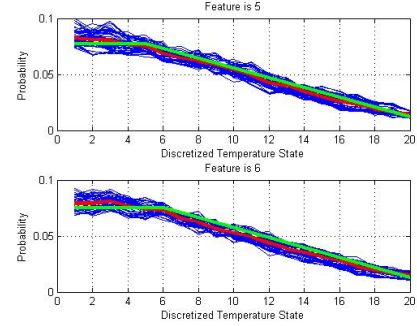 Feature is 5
0.1
0.05
0
Probability
0 2 4 6 8 10 12 14 16 18 20
Discretized Temperature State
Feature is 6
0.1
0.05
0
Probability
0 2 4 6 8 10 12 14 16 18 20
Discretized Temperature State